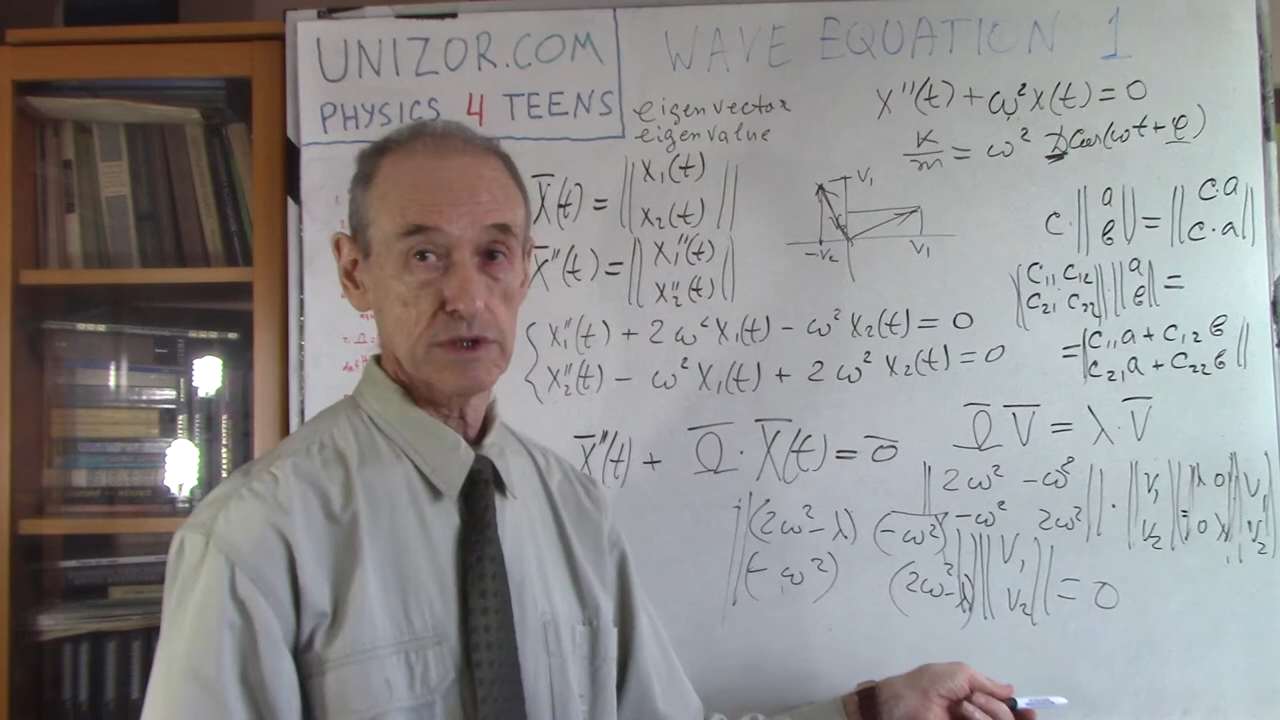 UNIZOR.COM
PHYSICS 4 TEENS
WAVE EQUATION 1
eigenvector
eigenvalue
x''(t) + ω²x(t) = 0
K/m = ω² Dcos(ωt + φ)
X̅(t) = || x₁(t) x₂(t) ||
X̅''(t) = || x₁''(t) x₂''(t) ||
V₁
-V₂
V₁
C · || a b || = || C·a C·a ||
|| C₁₁ C₁₂ C₂₁ C₂₂ || · || a b || =
= || C₁₁a + C₁₂b C₂₁a + C₂₂b ||
{ x₁''(t) + 2ω²x₁(t) - ω²x₂(t) = 0
x₂''(t) - ω²x₁(t) + 2ω²x₂(t) = 0
X̅''(t) + Ω̅ · X̅(t) = 0̅
Ω̅ V̅ = λ · V̅
|| 2ω² -ω² -ω² 2ω² || · || V₁ V₂ || = || λ 0 0 λ || || V₁ V₂ ||
|| (2ω²-λ) (-ω²) (-ω²) (2ω²-λ) || || V₁ V₂ || = 0